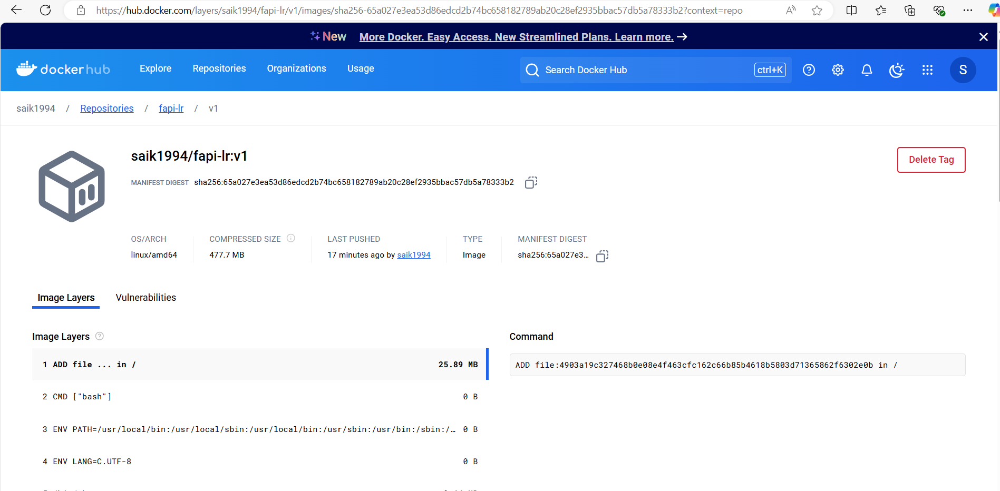 https://hub.docker.com/layers/saik1994/fapi-lr/v1/images/sha256-65a027e3ea53d86edcd2b74bc658182789ab20c28ef2935bbac57db5a78333b2?context=repo
New More Docker. Easy Access. New Streamlined Plans. Learn more. →
dockerhub Explore Repositories Organizations Usage Search Docker Hub ctrl+K S
saik1994 / Repositories / fapi-lr / v1
saik1994/fapi-lr:v1
Delete Tag
MANIFEST DIGEST sha256:65a027e3ea53d86edcd2b74bc658182789ab20c28ef2935bbac57db5a78333b2
OS/ARCH COMPRESSED SIZE LAST PUSHED TYPE MANIFEST DIGEST
linux/amd64 477.7 MB 17 minutes ago by saik1994 Image sha256:65a027e3...
Image Layers Vulnerabilities
Image Layers Command
1 ADD file ... in / 25.89 MB
ADD file:4903a19c327468b0e08e4f463cfc162c66b85b4618b5803d71365862f6302e0b in /
2 CMD ["bash"] 0 B
3 ENV PATH=/usr/local/bin:/usr/local/sbin:/usr/local/bin:/usr/sbin:/usr/bin:/sbin:/… 0 B
4 ENV LANG=C.UTF-8 0 B